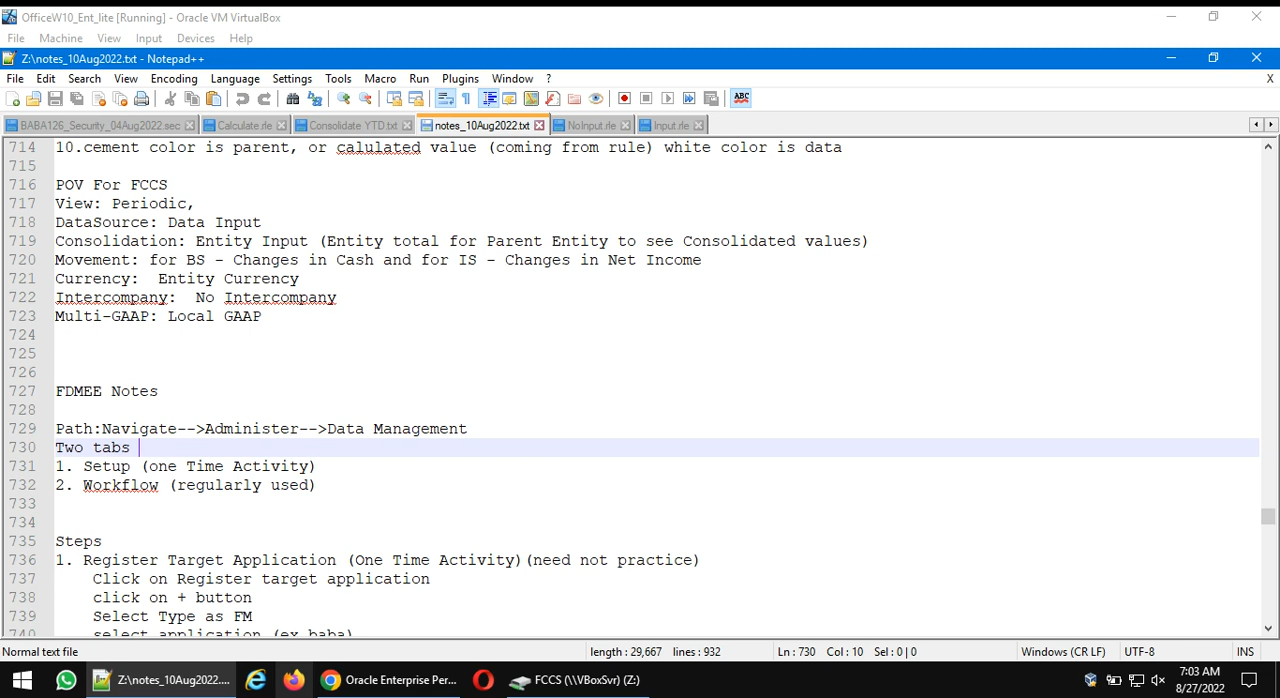 OfficeW10_Ent_lite [Running] - Oracle VM VirtualBox
File Machine View Input Devices Help
Z:\notes_10Aug2022.txt - Notepad++
File Edit Search View Encoding Language Settings Tools Macro Run Plugins Window ? X
ABC
BABA126_Security_04Aug2022.sec Calculate.rle Consolidate YTD.txt notes_10Aug2022.txt NoInput.rle Input.rle
714 10.cement color is parent, or calulated value (coming from rule) white color is data
715
716 POV For FCCS
717 View: Periodic,
718 DataSource: Data Input
719 Consolidation: Entity Input (Entity total for Parent Entity to see Consolidated values)
720 Movement: for BS - Changes in Cash and for IS - Changes in Net Income
721 Currency:  Entity Currency
722 Intercompany:  No Intercompany
723 Multi-GAAP: Local GAAP
724
725
726
727 FDMEE Notes
728
729 Path:Navigate-->Administer-->Data Management
730 Two tabs
731 1. Setup (one Time Activity)
732 2. Workflow (regularly used)
733
734
735 Steps
736 1. Register Target Application (One Time Activity)(need not practice)
737 Click on Register target application
738 click on + button
739 Select Type as FM
740 select application (ex baba)
Normal text file length : 29,667 lines : 932 Ln : 730 Col : 10 Sel : 0 | 0 Windows (CR LF) UTF-8 INS
Z:\notes_10Aug2022.... Oracle Enterprise Per... FCCS (\\VBoxSvr) (Z:) 7:03 AM
8/27/2022